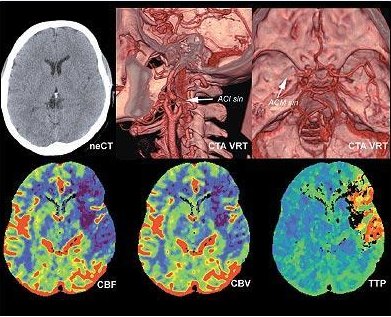 neCT
ACI sin
CTA VRT
ACM sin
CTA VRT
CBF
CBV
TTP